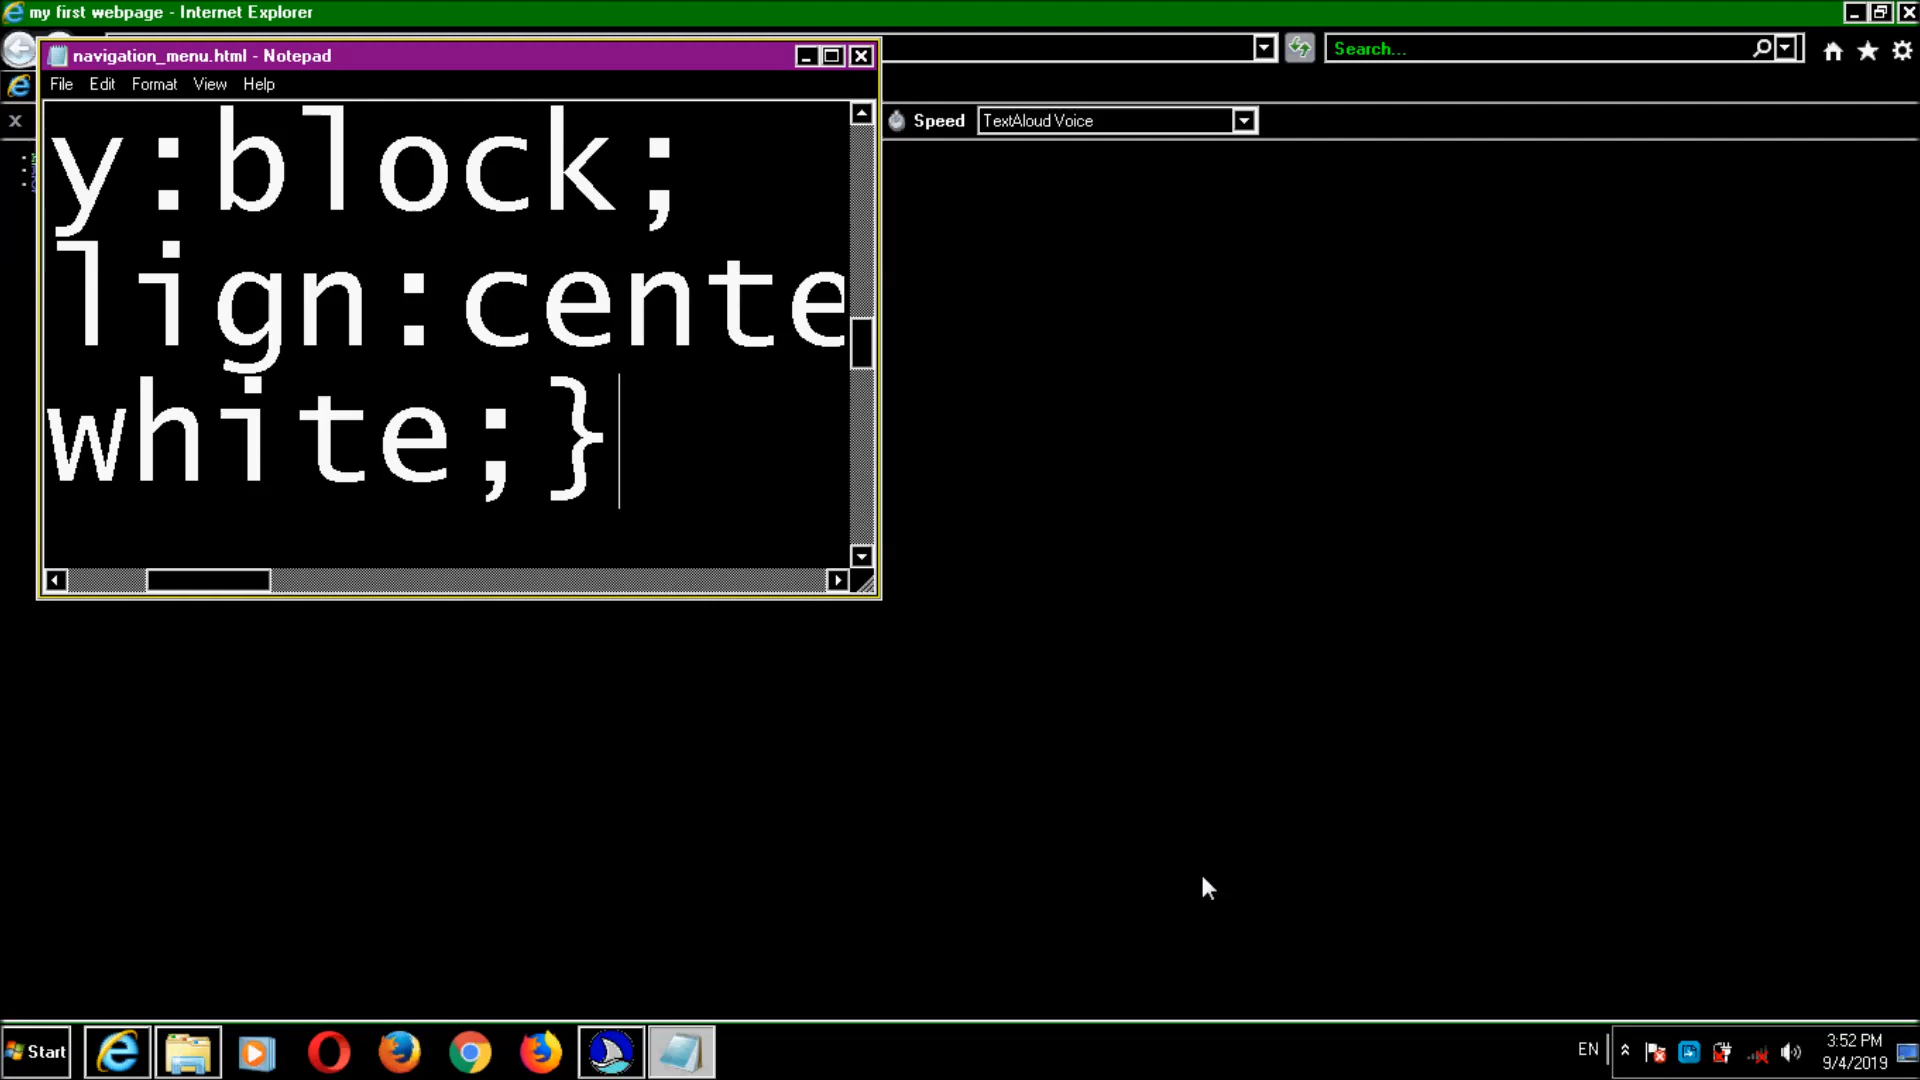 my first webpage - Internet Explorer
Search...
navigation_menu.html - Notepad
File Edit Format View Help
x
Speed TextAloud Voice
y:block;
lign:cente
white;}
Start
EN
3:52 PM
9/4/2019